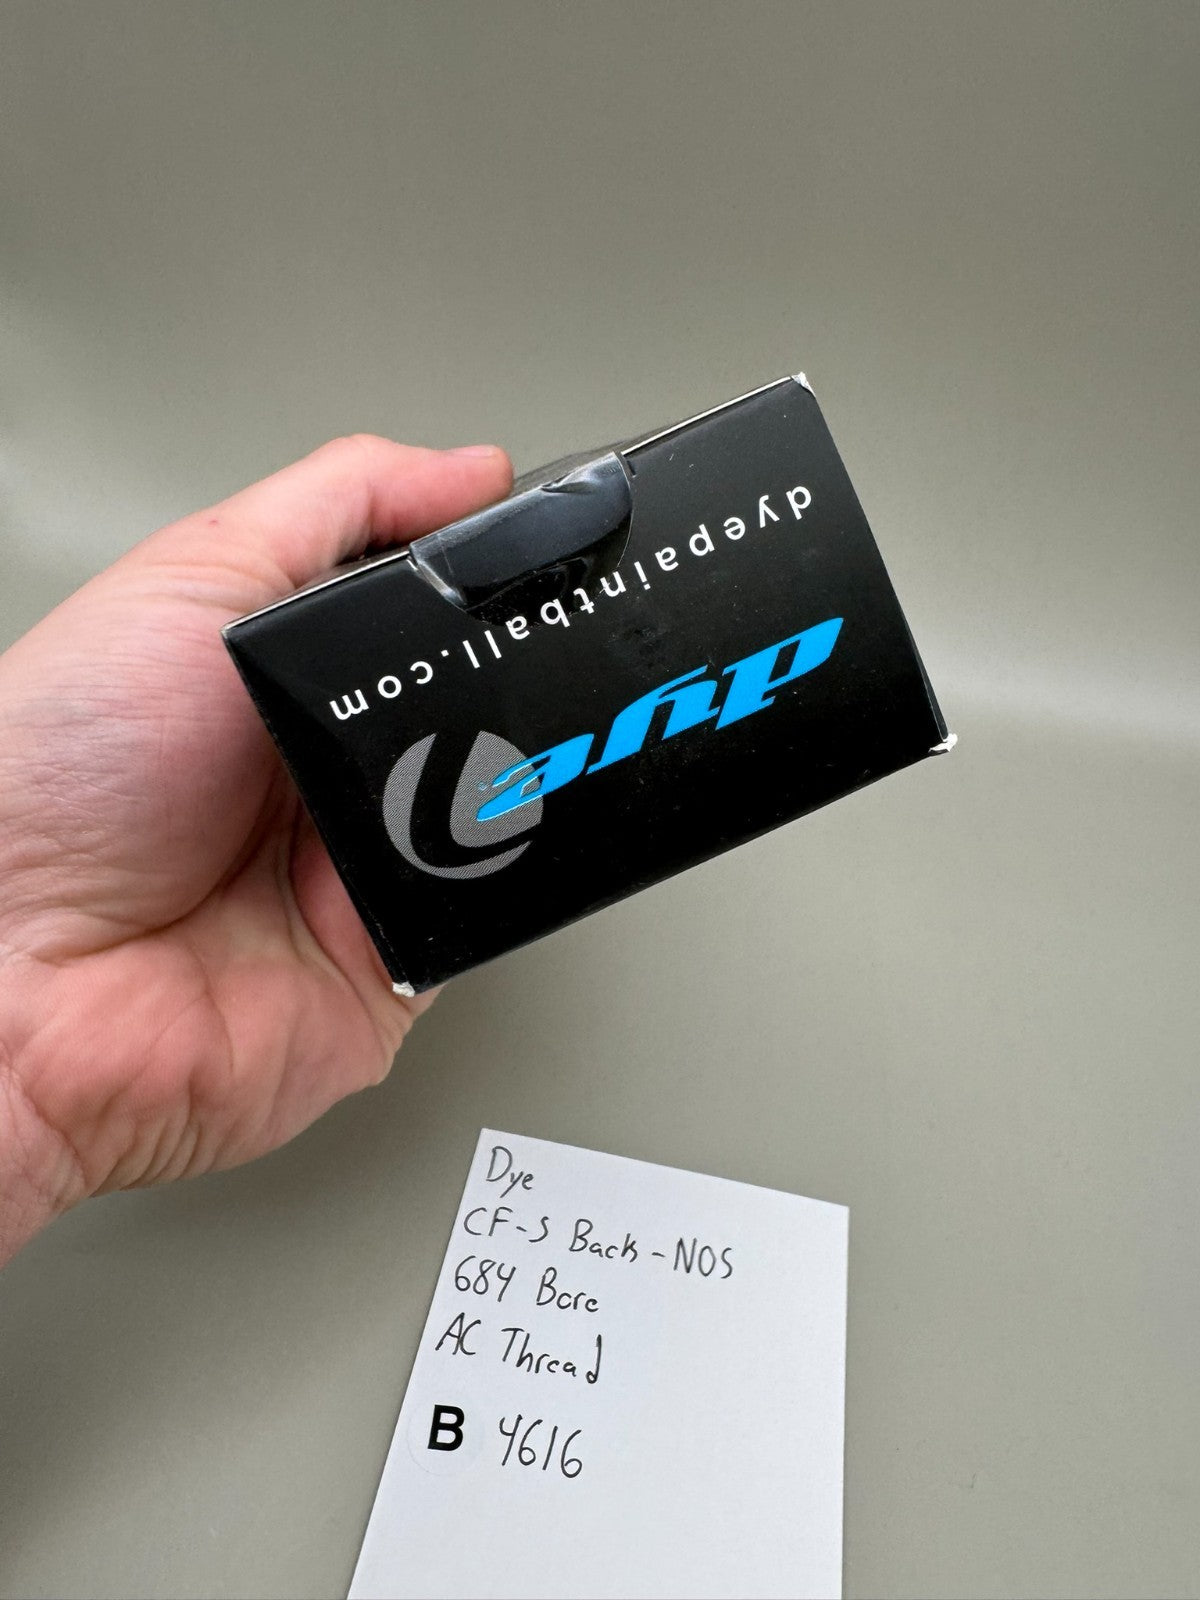 dyepaintball.com
dye
Dye
CF-S Back - NOS
684 Bore
AC Thread
B 4616